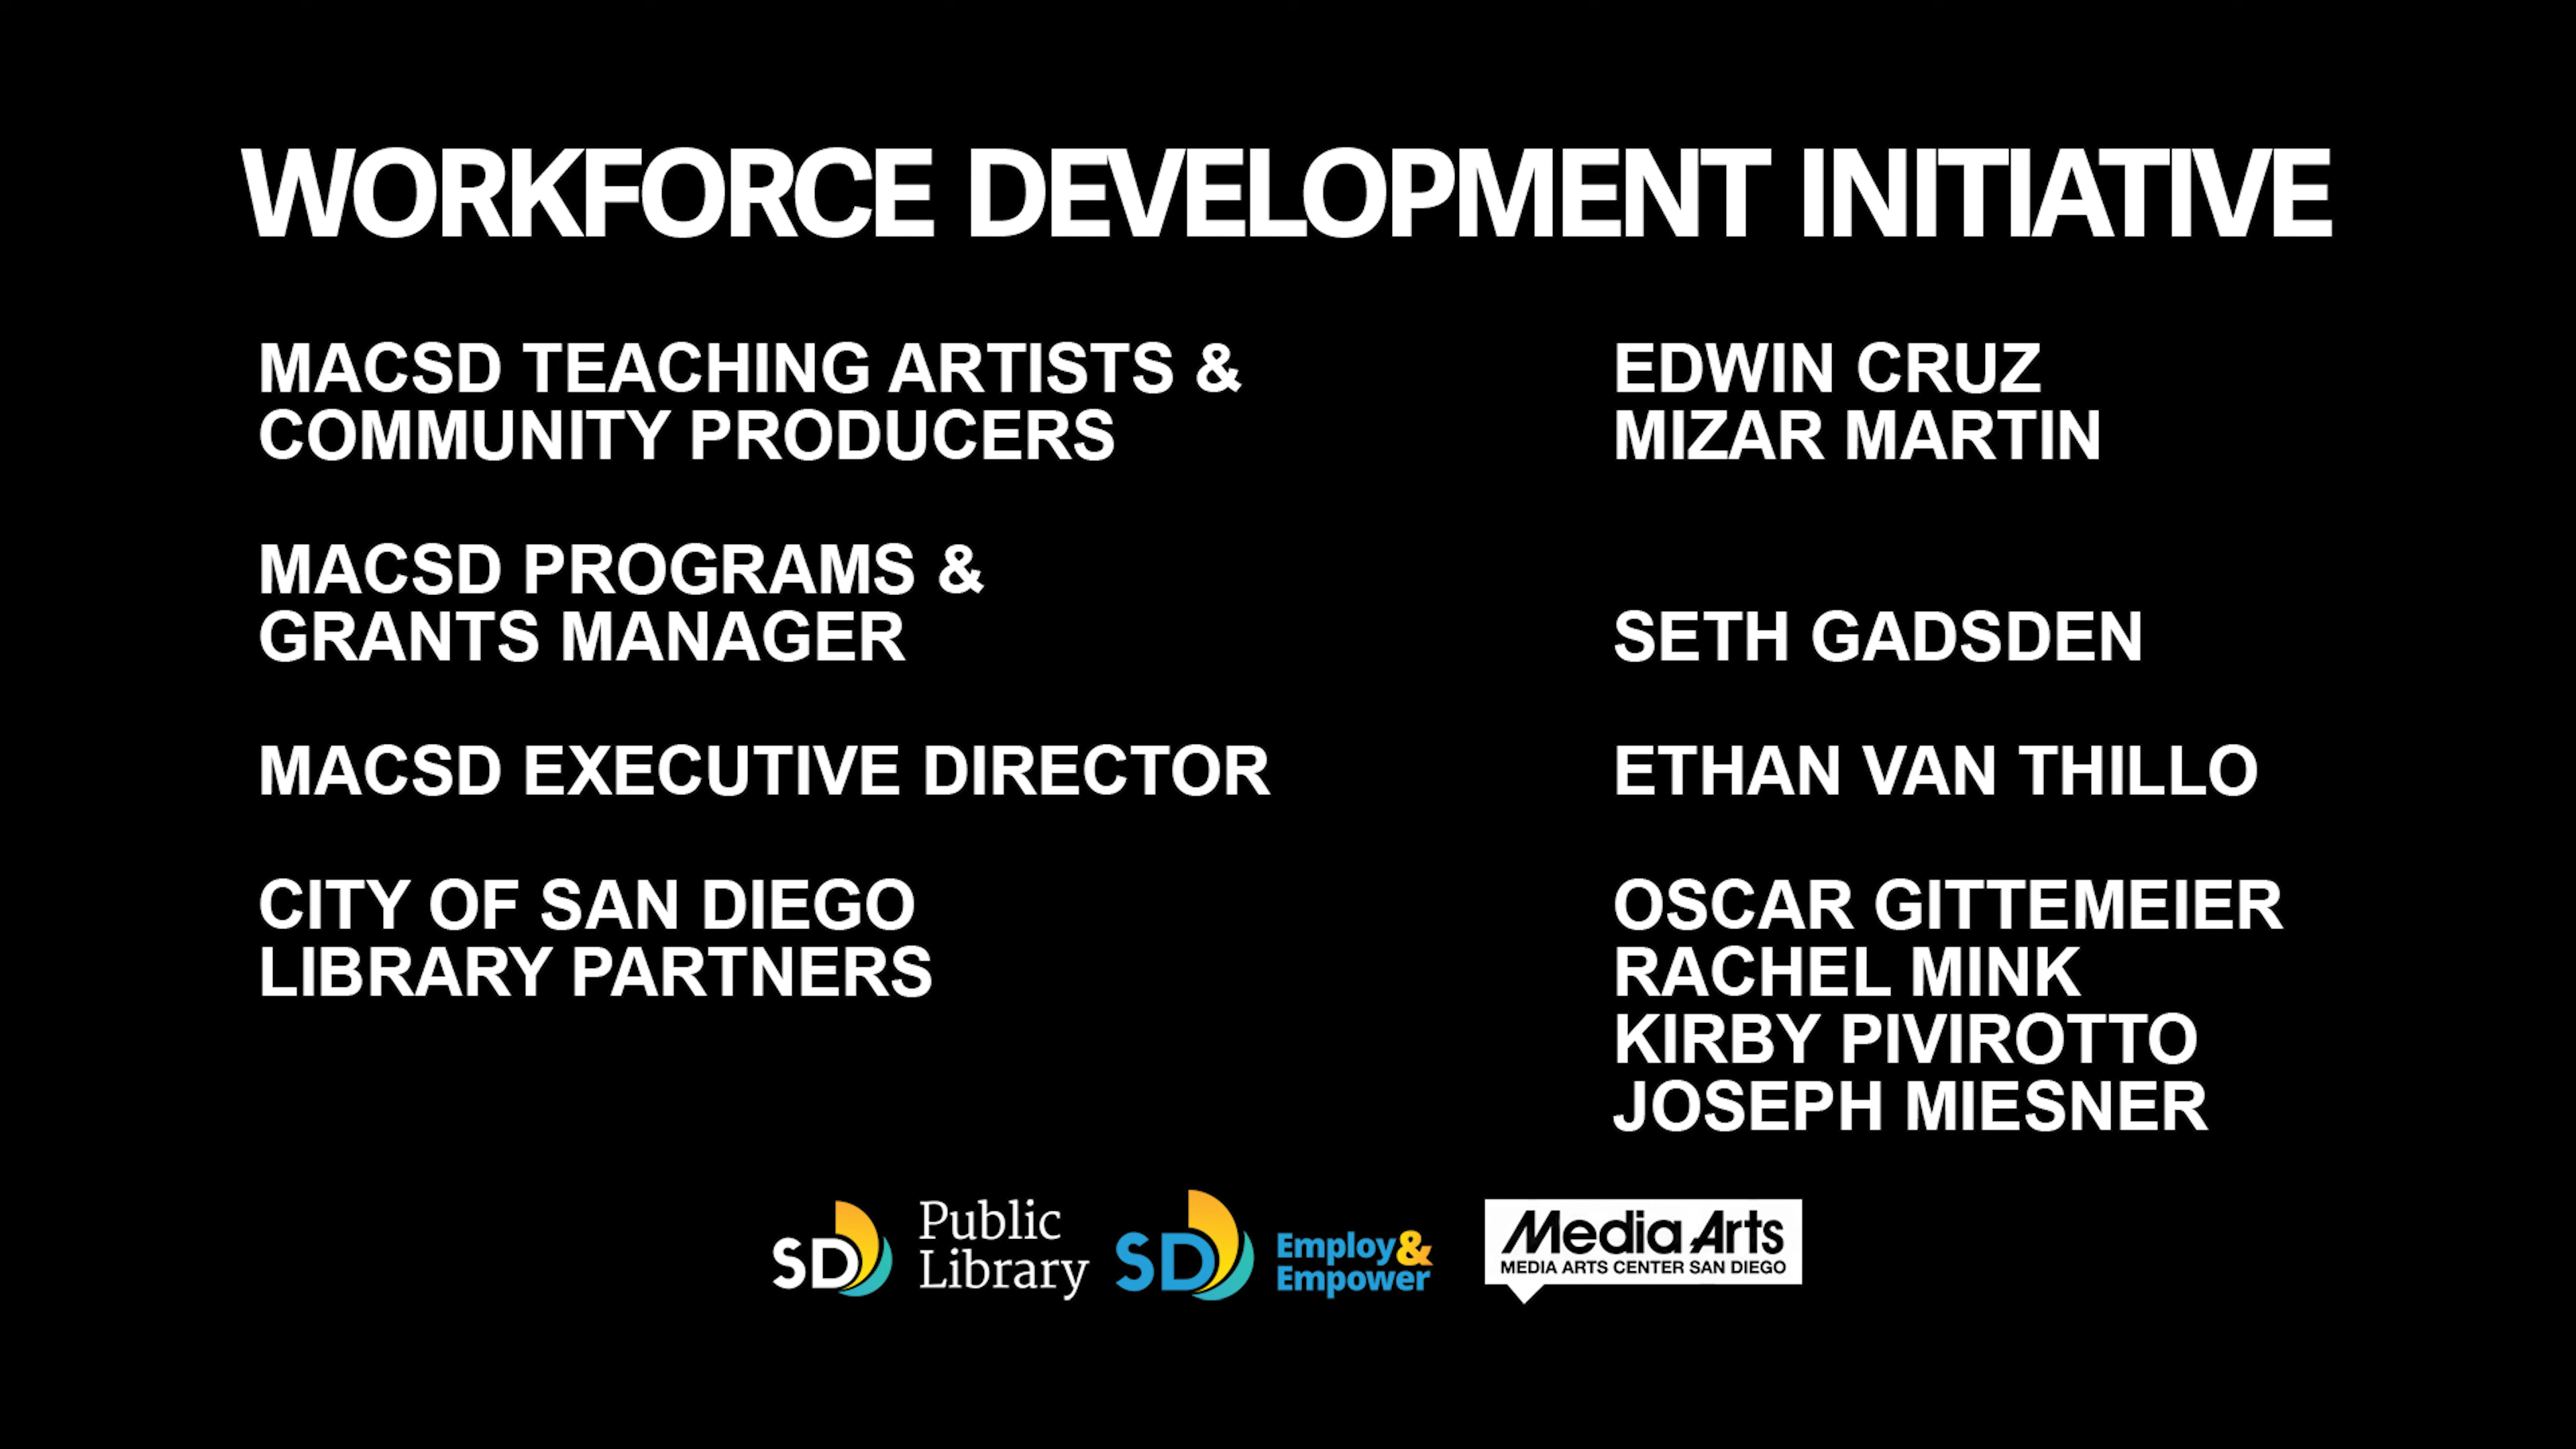 WORKFORCE DEVELOPMENT INITIATIVE
MACSD TEACHING ARTISTS &
COMMUNITY PRODUCERS
EDWIN CRUZ
MIZAR MARTIN
MACSD PROGRAMS &
GRANTS MANAGER
SETH GADSDEN
MACSD EXECUTIVE DIRECTOR
ETHAN VAN THILLO
CITY OF SAN DIEGO
LIBRARY PARTNERS
OSCAR GITTEMEIER
RACHEL MINK
KIRBY PIVIROTTO
JOSEPH MIESNER
SD
Public
Library
SD
Employ&
Empower
Media Arts
MEDIA ARTS CENTER SAN DIEGO